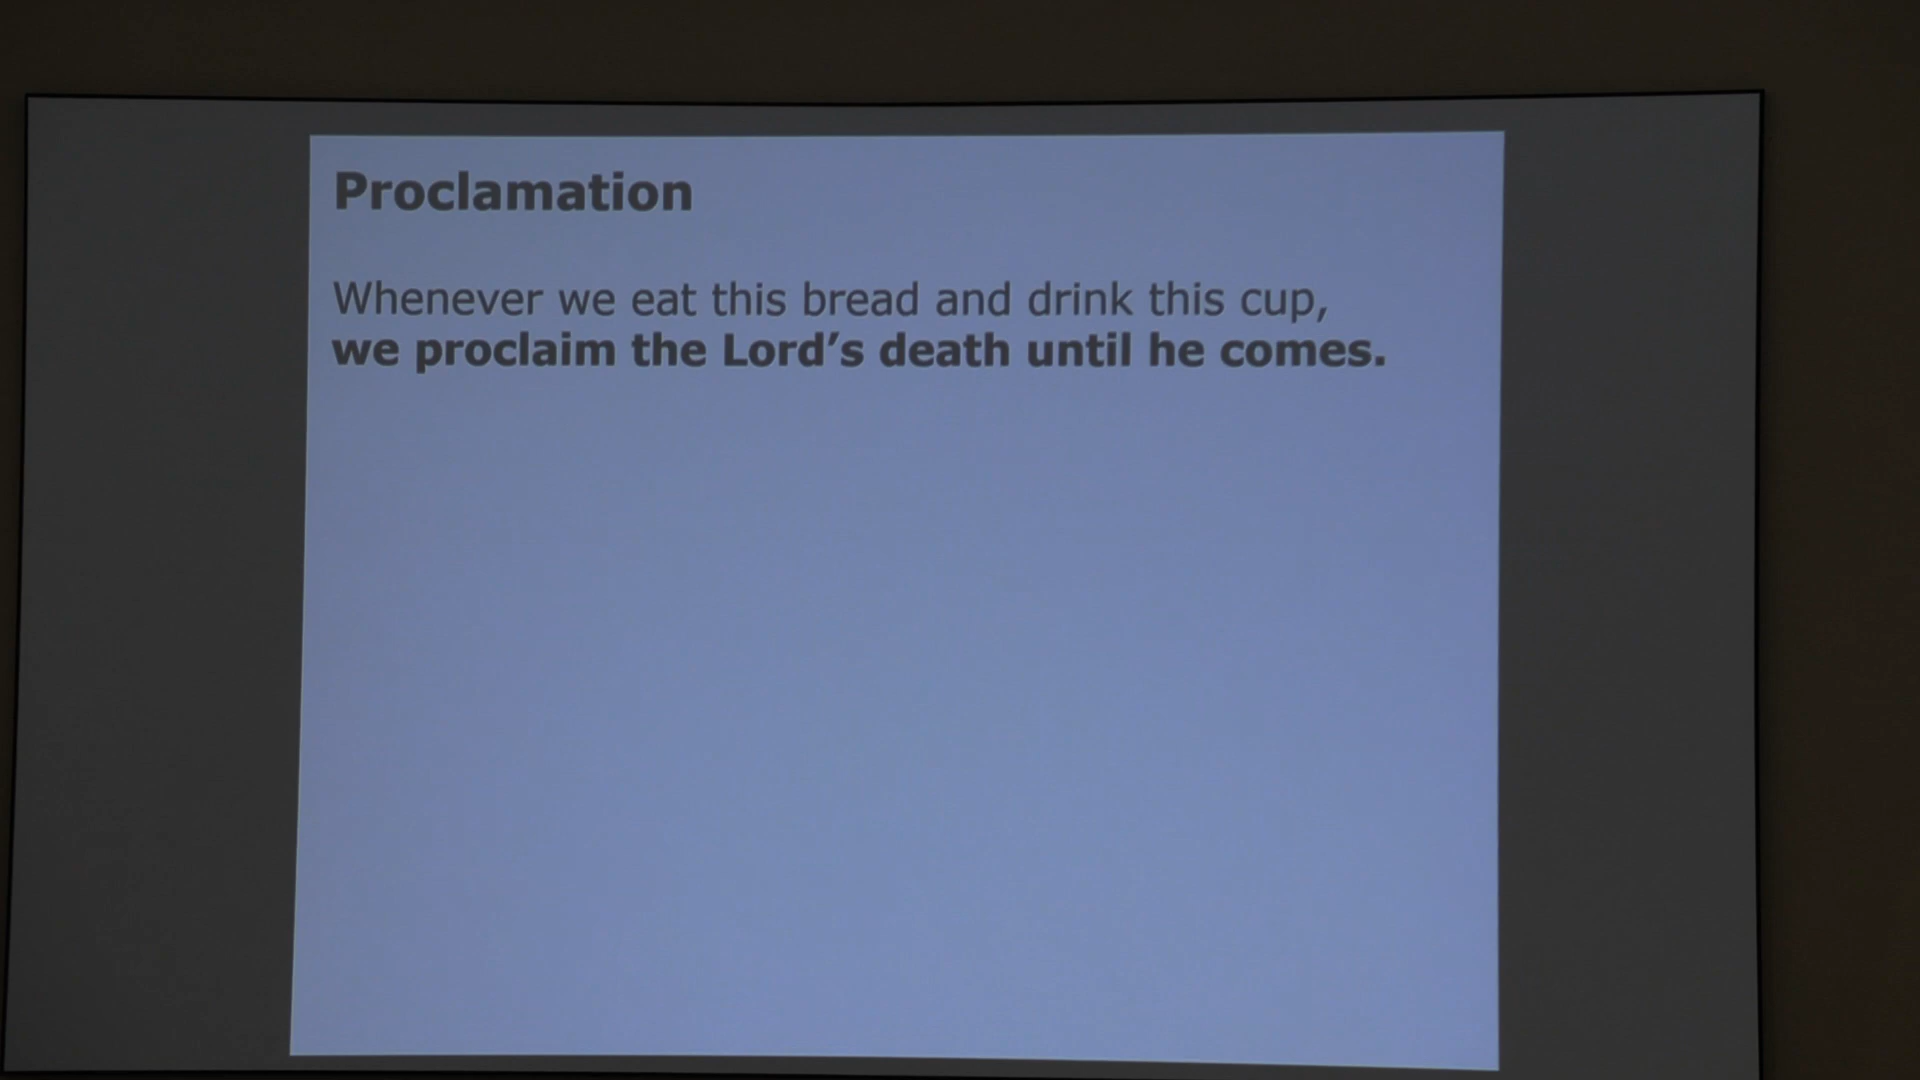 Proclamation
Whenever we eat this bread and drink this cup,
we proclaim the Lord’s death until he comes.